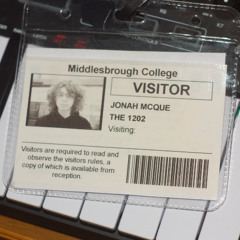 Middlesbrough College
VISITOR
JONAH MCQUE
THE 1202
Visiting:
Visitors are required to read and
observe the visitors rules, a
copy of which is available from
reception.